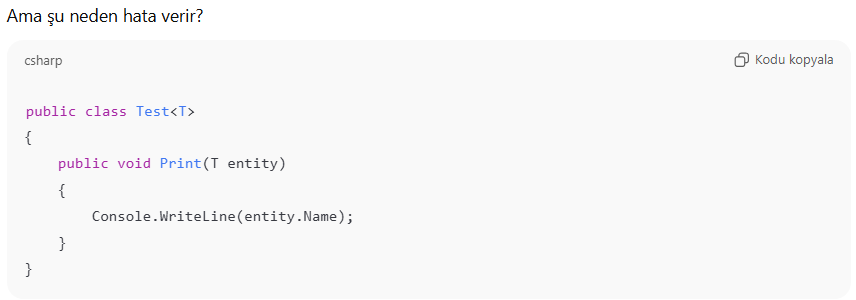 Ama şu neden hata verir?
csharp
Kodu kopyala
public class Test<T>
{
    public void Print(T entity)
    {
        Console.WriteLine(entity.Name);
    }
}